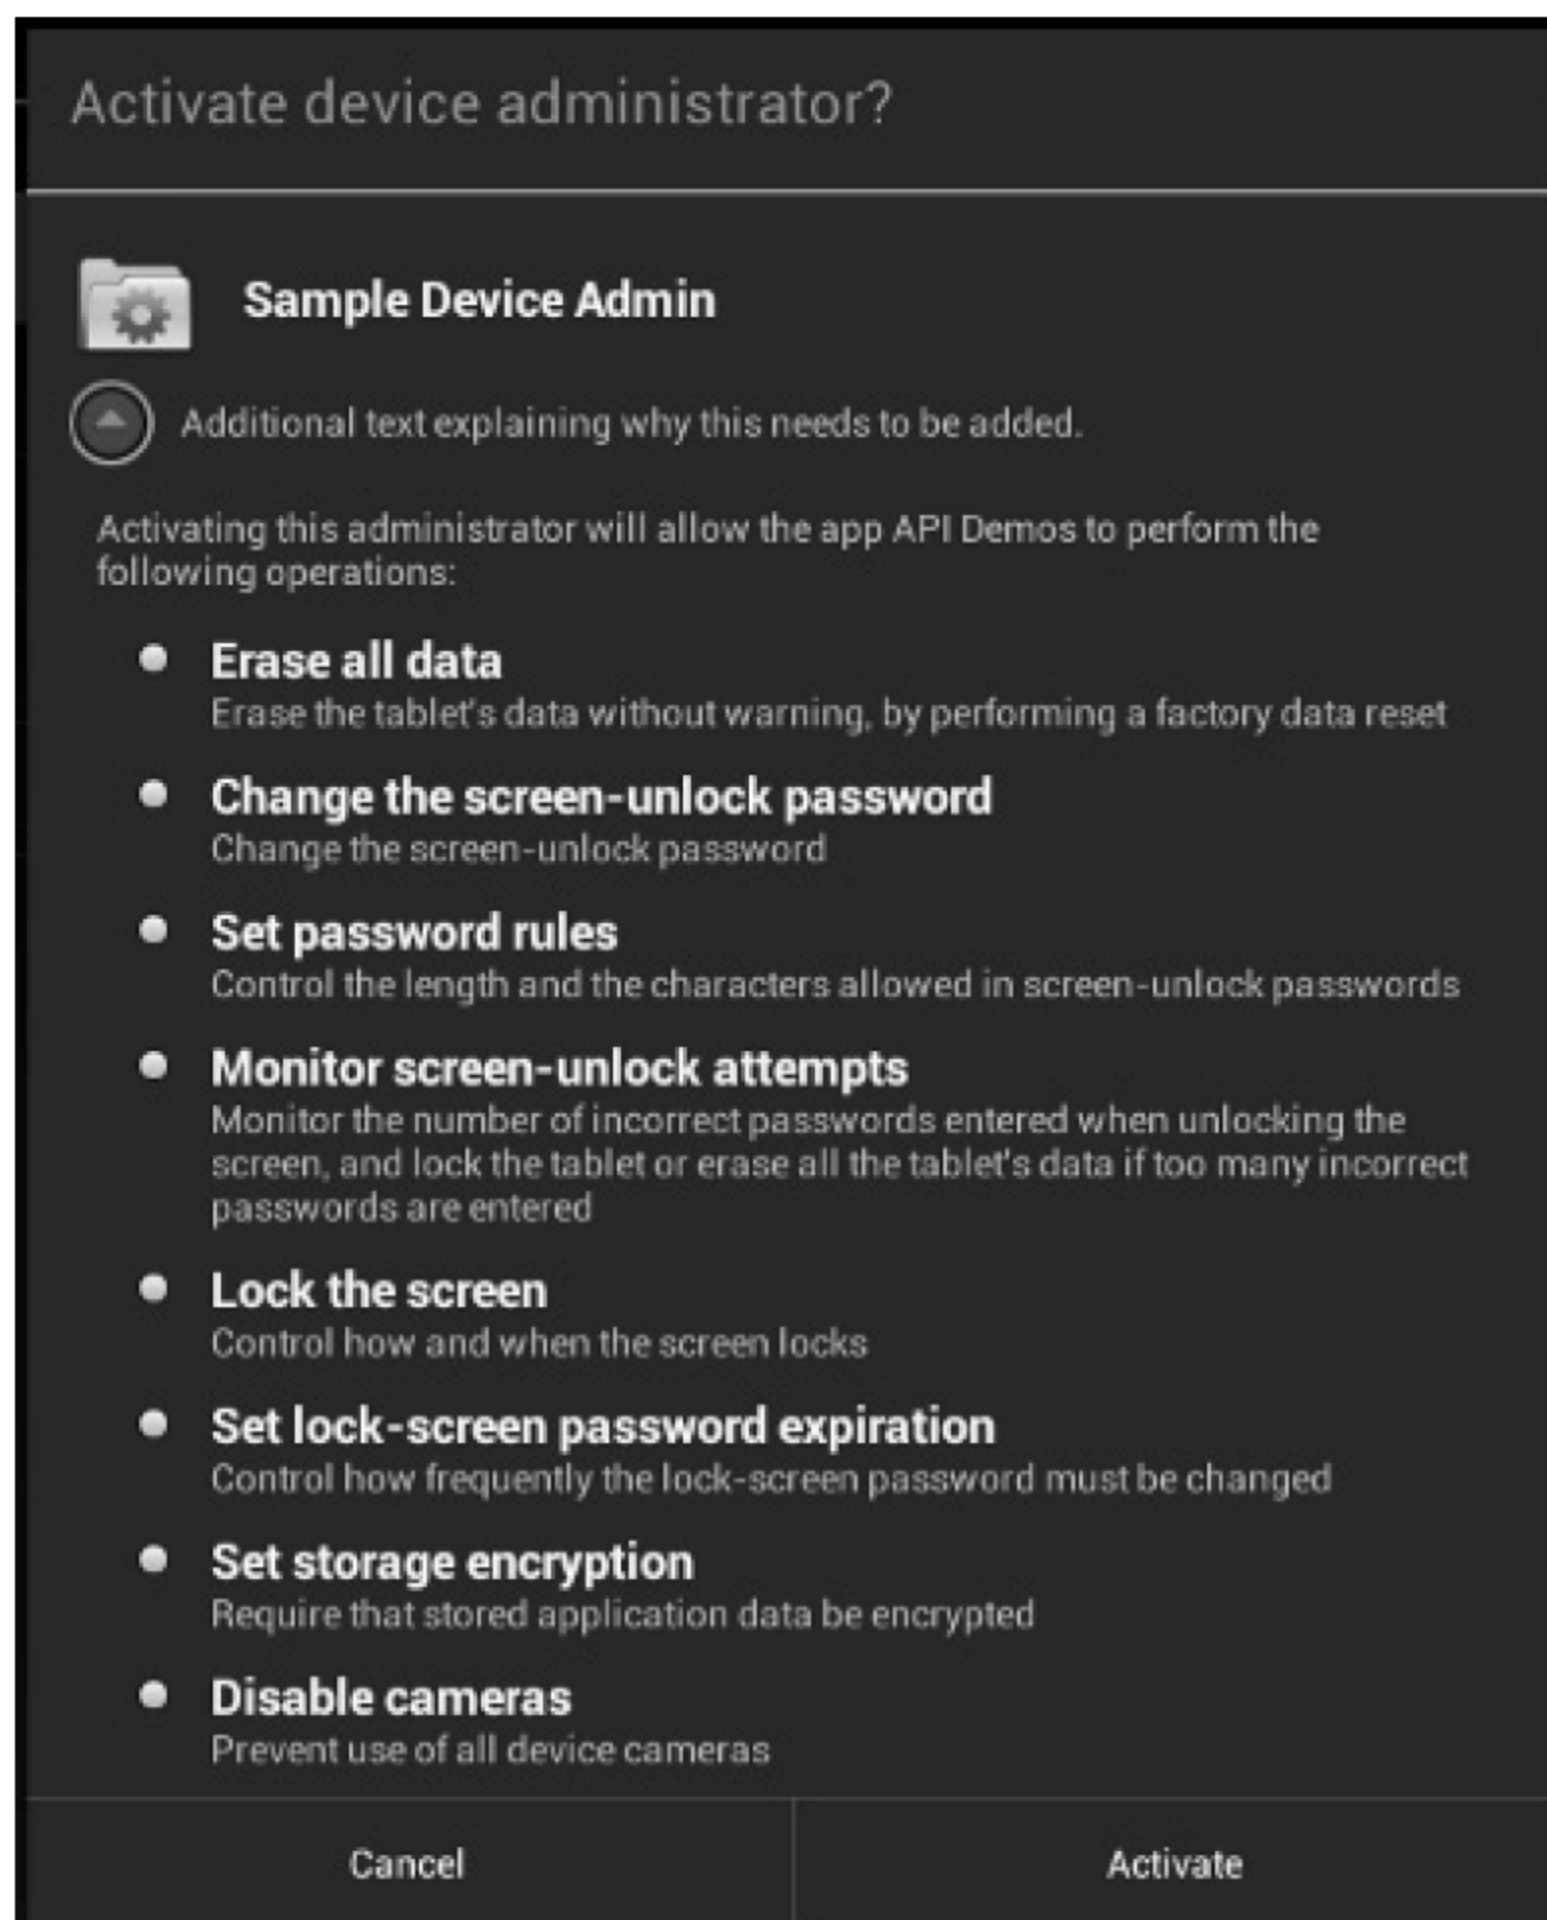 Activate device administrator?
Sample Device Admin
Additional text explaining why this needs to be added.
Activating this administrator will allow the app API Demos to perform the
following operations:
Erase all data
Erase the tablet's data without warning, by performing a factory data reset
Change the screen-unlock password
Change the screen-unlock password
Set password rules
Control the length and the characters allowed in screen-unlock passwords
Monitor screen-unlock attempts
Monitor the number of incorrect passwords entered when unlocking the
screen, and lock the tablet or erase all the tablet's data if too many incorrect
passwords are entered
Lock the screen
Control how and when the screen locks
Set lock-screen password expiration
Control how frequently the lock-screen password must be changed
Set storage encryption
Require that stored application data be encrypted
Disable cameras
Prevent use of all device cameras
Cancel
Activate